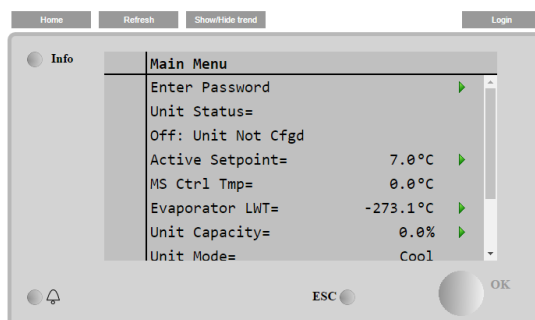 Home Refresh Show/Hide trend Login
Info
Main Menu
Enter Password
Unit Status=
Off: Unit Not Cfgd
Active Setpoint= 7.0°C
MS Ctrl Tmp= 0.0°C
Evaporator LWT= -273.1°C
Unit Capacity= 0.0%
Unit Mode= Cool
ESC
OK